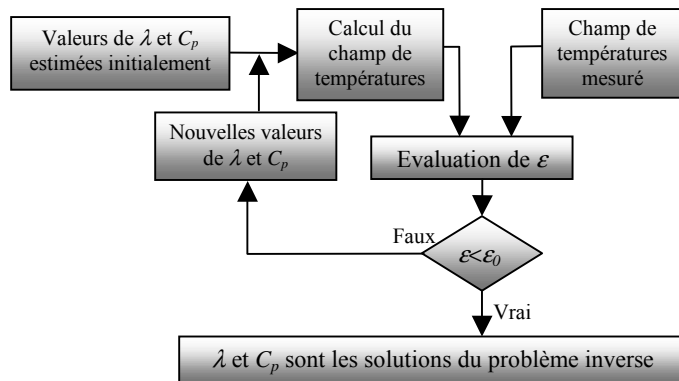 Valeurs de λ et Cₚ
estimées initialement
Calcul du
champ de
températures
Champ de
températures
mesuré
Nouvelles valeurs
de λ et Cₚ
Evaluation de ε
Faux
ε<ε₀
Vrai
λ et Cₚ sont les solutions du problème inverse